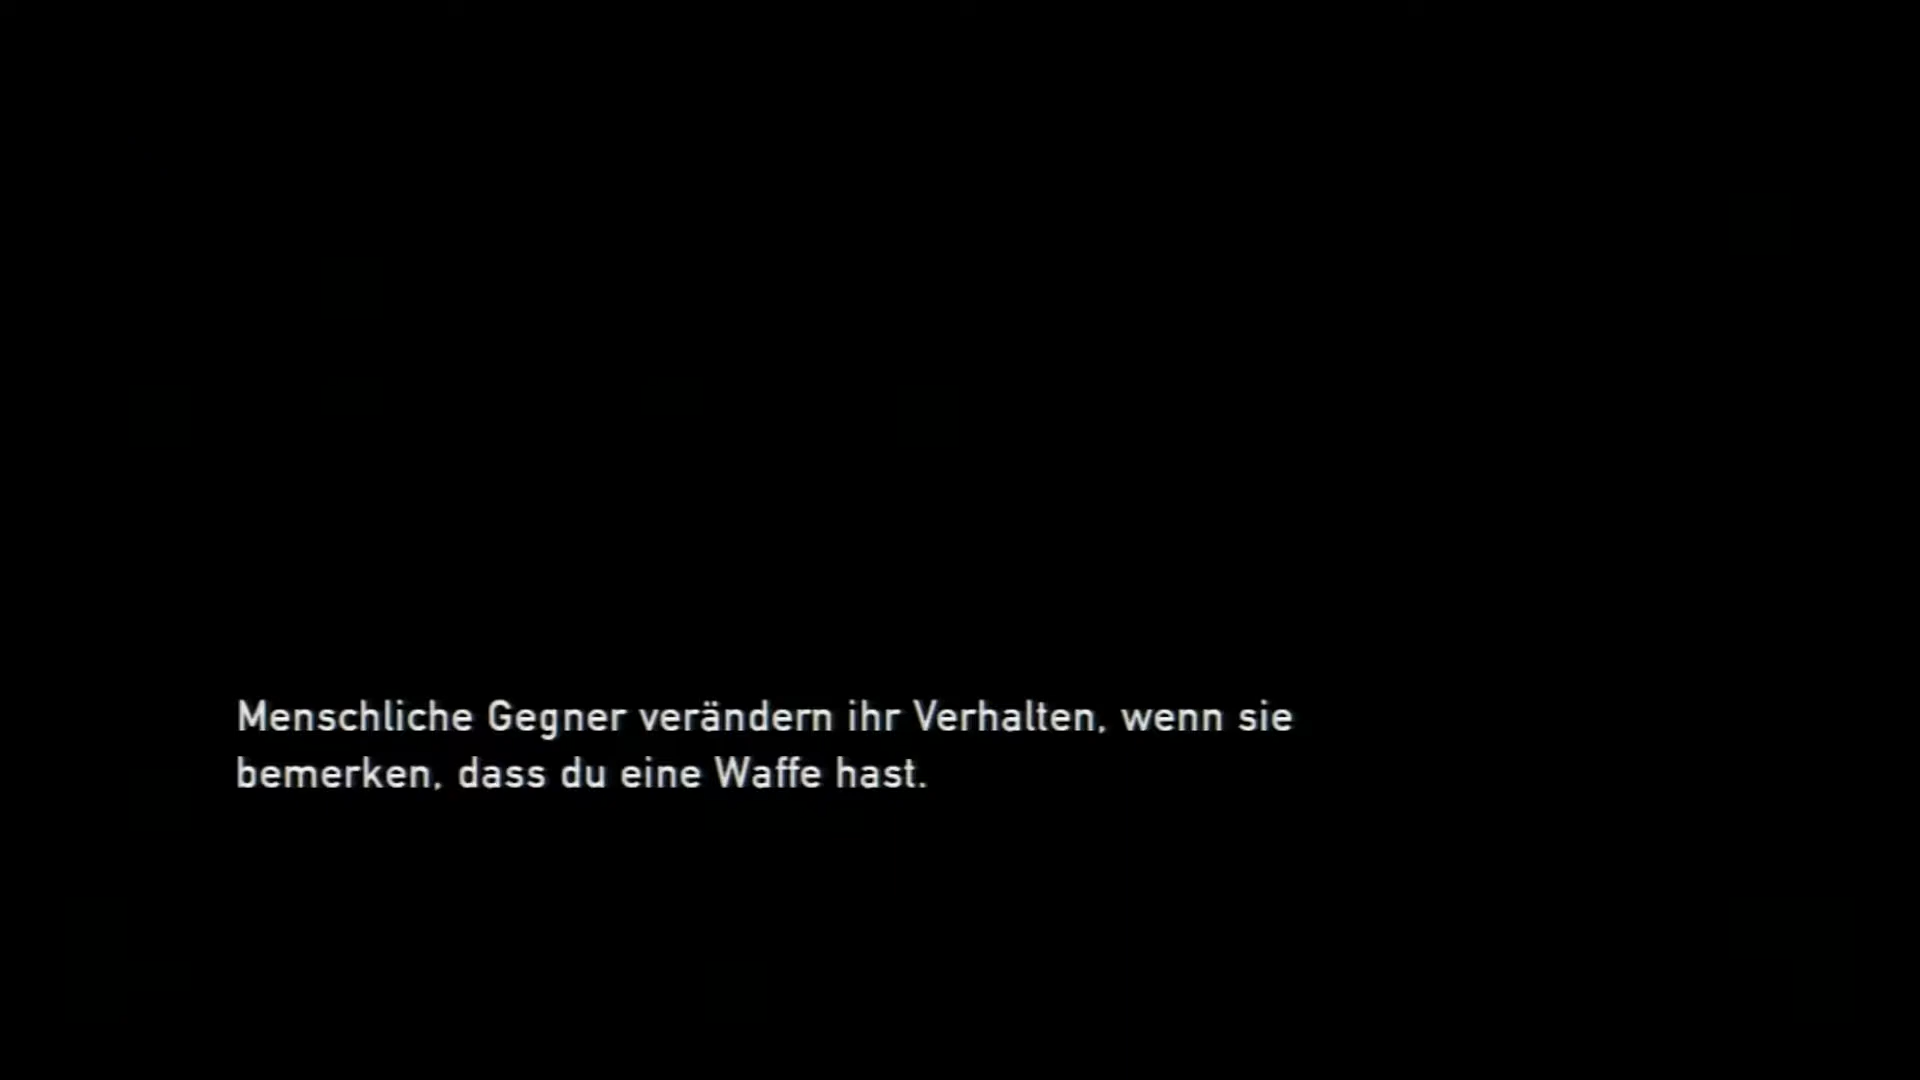 Menschliche Gegner verändern ihr Verhalten, wenn sie
bemerken, dass du eine Waffe hast.